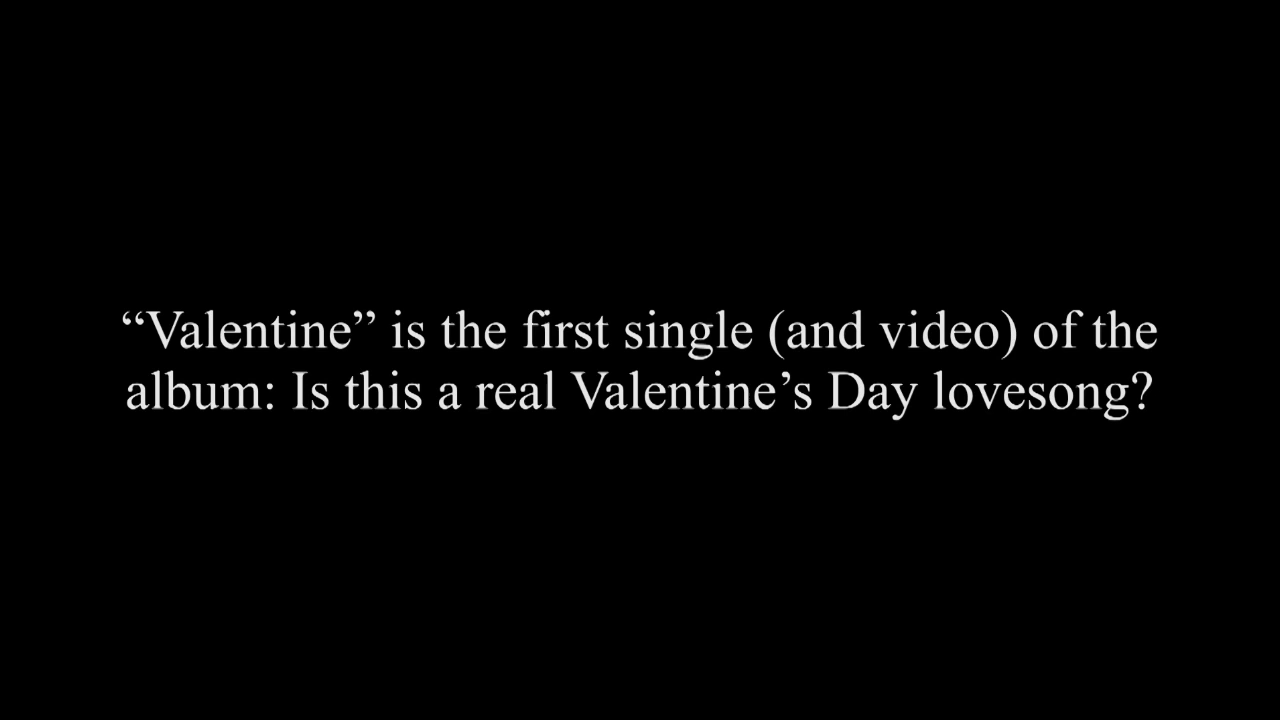 “Valentine” is the first single (and video) of the
album: Is this a real Valentine’s Day lovesong?